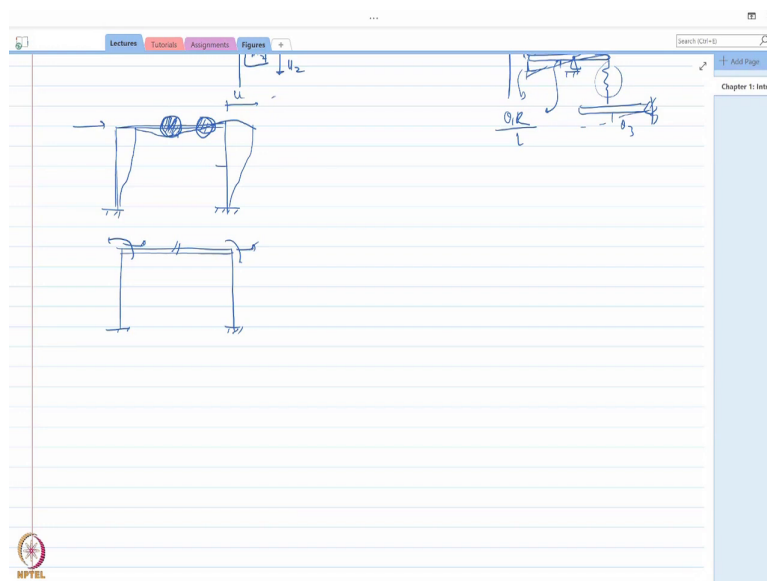 ...
Lectures Tutorials Assignments Figures +
Search (Ctrl+E)
+ Add Page
Chapter 1: Int
u₂
u
θ₁R
L
θ₃
NPTEL